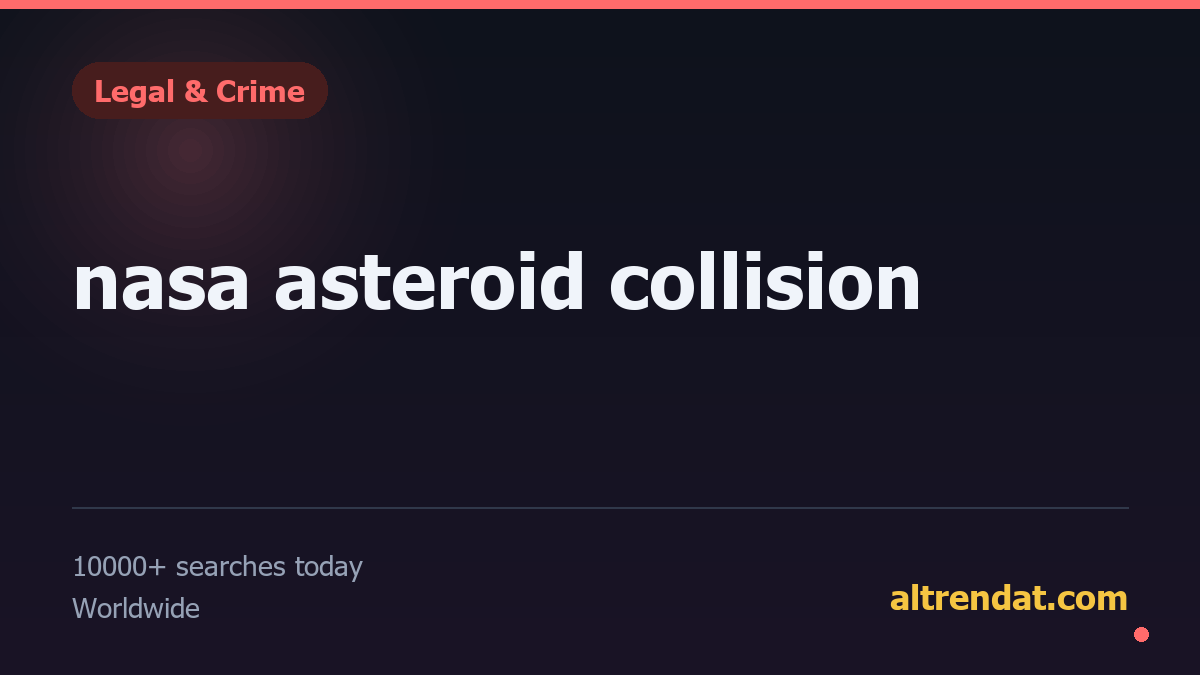 Legal & Crime
nasa asteroid collision
10000+ searches today
Worldwide
altrendat.com